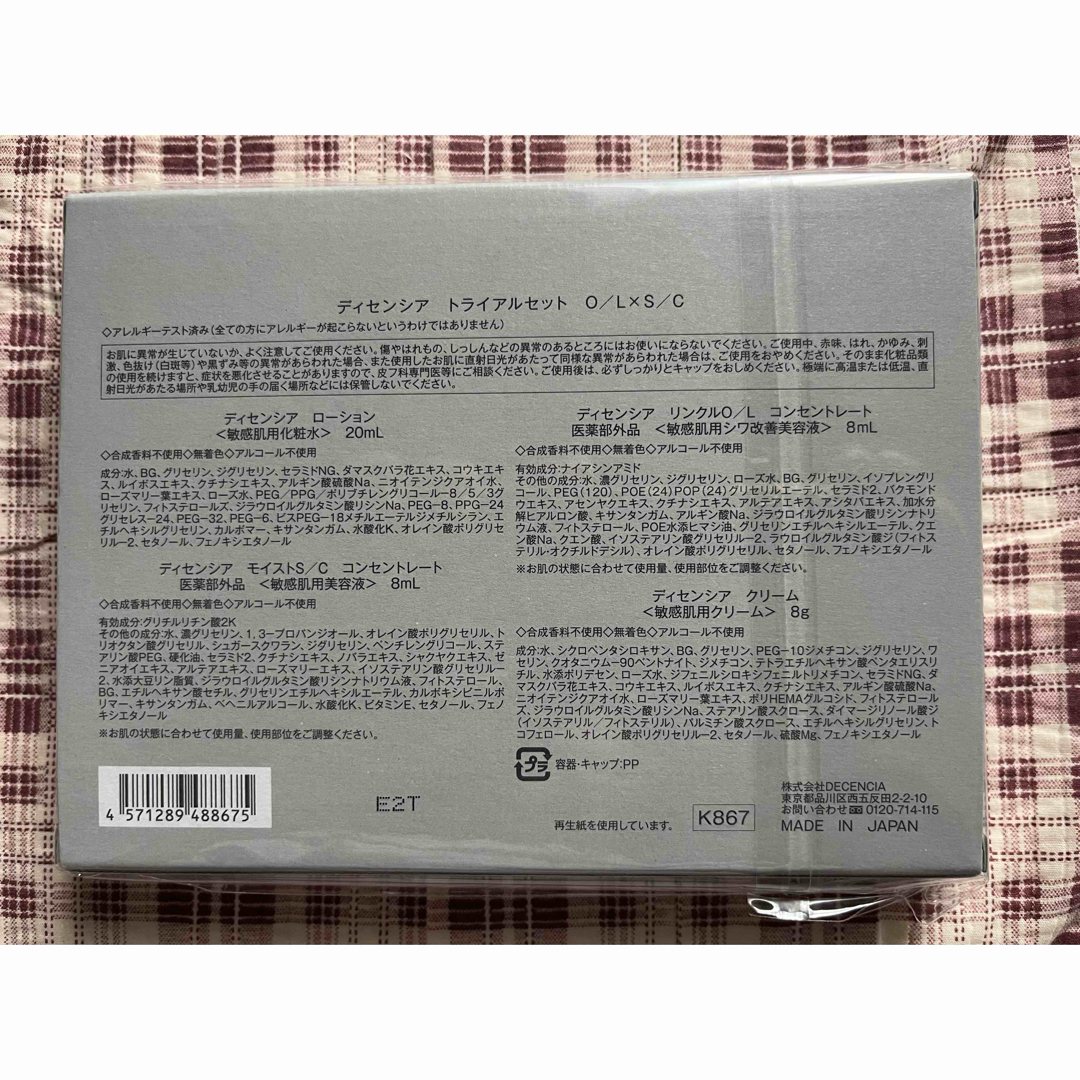 ディセンシア　トライアルセット　O／L×S／C
◇アレルギーテスト済み（全ての方にアレルギーが起こらないというわけではありません）
お肌に異常が生じていないか、よく注意してご使用ください。傷やはれもの、しっしんなどの異常のあるところにはお使いにならないでください。ご使用中、赤味、はれ、かゆみ、刺
激、色抜け（白斑等）や黒ずみ等の異常があらわれた場合、また使用したお肌に直射日光があたって同様な異常があらわれた場合は、ご使用をおやめください。そのまま化粧品類
の使用を続けますと、症状を悪化させることがありますので、皮フ科専門医等にご相談ください。ご使用後は、必ずしっかりとキャップをおしめください。極端に高温または低温、直
射日光があたる場所や乳幼児の手の届く場所などには保管しないでください。
ディセンシア　ローション
＜敏感肌用化粧水＞　20mL
◇合成香料不使用◇無着色◇アルコール不使用
成分:水、BG、グリセリン、ジグリセリン、セラミドNG、ダマスクバラ花エキス、コウキエキ
ス、ルイボスエキス、クチナシエキス、アルギン酸硫酸Na、ニオイテンジクアオイ水、
ローズマリー葉エキス、ローズ水、PEG／PPG／ポリブチレングリコール-8／5／3グ
リセリン、フィトステロールズ、ジラウロイルグルタミン酸リシンNa、PEG-8、PPG-24
グリセレス-24、PEG-32、PEG-6、ビスPEG-18メチルエーテルジメチルシラン、エ
チルヘキシルグリセリン、カルボマー、キサンタンガム、水酸化K、オレイン酸ポリグリセ
リル-2、セタノール、フェノキシエタノール
ディセンシア　モイストS／C　コンセントレート
医薬部外品　＜敏感肌用美容液＞　8mL
◇合成香料不使用◇無着色◇アルコール不使用
有効成分:グリチルリチン酸2K
その他の成分:水、濃グリセリン、1,3-プロパンジオール、オレイン酸ポリグリセリル、ト
リオクタン酸グリセリル、シュガースクワラン、ジグリセリン、ペンチレングリコール、ステ
アリン酸PEG、硬化油、セラミド2、クチナシエキス、ノバラエキス、シャクヤクエキス、ゼ
ニアオイエキス、アルテアエキス、ローズマリーエキス、イソステアリン酸グリセリル-
2、水添大豆リン脂質、ジラウロイルグルタミン酸リシンナトリウム液、フィトステロール、
BG、エチルヘキサン酸セチル、グリセリンエチルヘキシルエーテル、カルボキシビニルポ
リマー、キサンタンガム、ベヘニルアルコール、水酸化K、ビタミンE、セタノール、フェノ
キシエタノール
※お肌の状態に合わせて使用量、使用部位をご調整ください。
4 571289 488675
E2T
ディセンシア　リンクルO／L　コンセントレート
医薬部外品　＜敏感肌用シワ改善美容液＞　8mL
◇合成香料不使用◇無着色◇アルコール不使用
有効成分:ナイアシンアミド
その他の成分:水、濃グリセリン、ジグリセリン、ローズ水、BG、グリセリン、イソプレングリ
コール、PEG(120)、POE(24)POP(24)グリセリルエーテル、セラミド2、バクモンド
ウエキス、アセンヤクエキス、クチナシエキス、アルテアエキス、アシタバエキス、加水分
解ヒアルロン酸、キサンタンガム、アルギン酸Na、ジラウロイルグルタミン酸リシンナトリ
ウム液、フィトステロール、POE水添ヒマシ油、グリセリンエチルヘキシルエーテル、クエ
ン酸Na、クエン酸、イソステアリン酸グリセリル-2、ラウロイルグルタミン酸ジ(フィトス
テリル・オクチルドデシル)、オレイン酸ポリグリセリル、セタノール、フェノキシエタノール
※お肌の状態に合わせて使用量、使用部位をご調整ください。
ディセンシア　クリーム
＜敏感肌用クリーム＞　8g
◇合成香料不使用◇無着色◇アルコール不使用
成分:水、シクロペンタシロキサン、BG、グリセリン、PEG-10ジメチコン、ジグリセリン、ワ
セリン、クオタニウム-90ベントナイト、ジメチコン、テトラエチルヘキサン酸ペンタエリスリ
チル、水添ポリデセン、ローズ水、ジフェニルシロキシフェニルトリメチコン、セラミドNG、ダ
マスクバラ花エキス、コウキエキス、ルイボスエキス、クチナシエキス、アルギン酸硫酸Na、
ニオイテンジクアオイ水、ローズマリー葉エキス、ポリHEMAグルコシド、フィトステロール
ズ、ジラウロイルグルタミン酸リシンNa、ステアリン酸スクロース、ダイマージリノール酸ジ
(イソステアリル／フィトステリル)、パルミチン酸スクロース、エチルヘキシルグリセリン、ト
コフェロール、オレイン酸ポリグリセリル-2、セタノール、硫酸Mg、フェノキシエタノール
プラ 容器・キャップ:PP
再生紙を使用しています。
K867
株式会社DECENCIA
東京都品川区西五反田2-2-10
お問い合わせ☎0120-714-115
MADE IN JAPAN